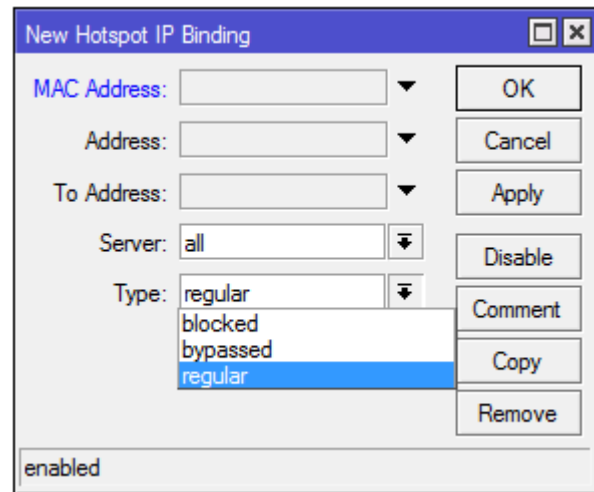 New Hotspot IP Binding
MAC Address:
OK
Address:
Cancel
To Address:
Apply
Server: all
Disable
Type: regular
blocked
Comment
bypassed
Copy
regular
Remove
enabled